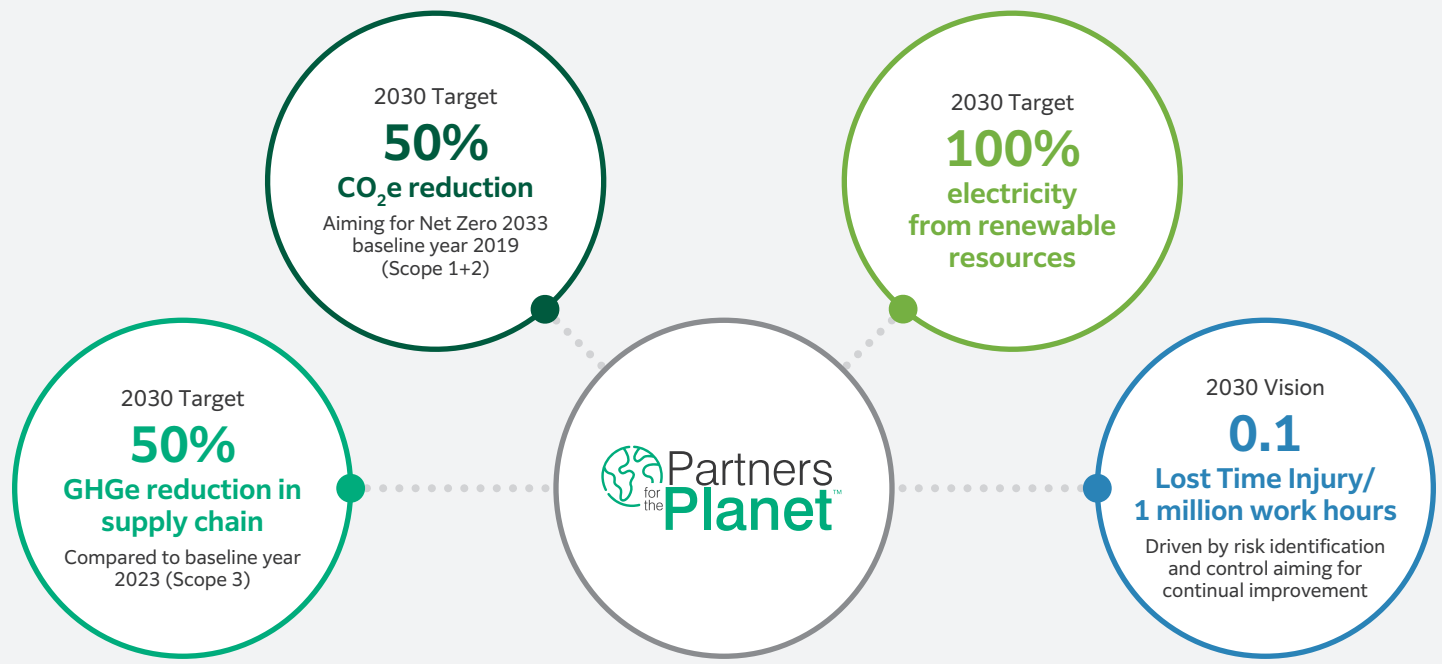 2030 Target
50%
CO₂e reduction
Aiming for Net Zero 2033
baseline year 2019
(Scope 1+2)
2030 Target
100%
electricity
from renewable
resources
2030 Target
50%
GHGe reduction in
supply chain
Compared to baseline year
2023 (Scope 3)
Partners
for the
Planet™
2030 Vision
0.1
Lost Time Injury/
1 million work hours
Driven by risk identification
and control aiming for
continual improvement